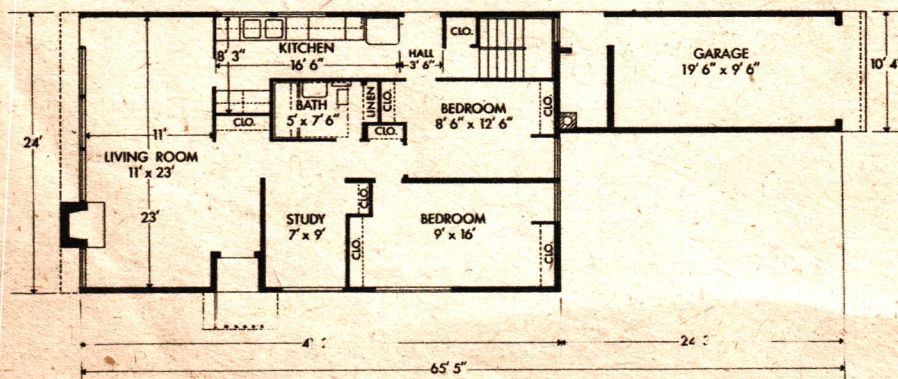 CLO.
KITCHEN
16' 6"
8' 3"
HALL
3' 6"
GARAGE
19' 6" x 9' 6"
10' 4"
BATH
5' x 7' 6"
LINEN
CLO.
BEDROOM
8' 6" x 12' 6"
CLO.
CLO.
CLO.
24'
11'
LIVING ROOM
11' x 23'
23'
STUDY
7' x 9'
CLO.
CLO.
BEDROOM
9' x 16'
CLO.
65' 5"